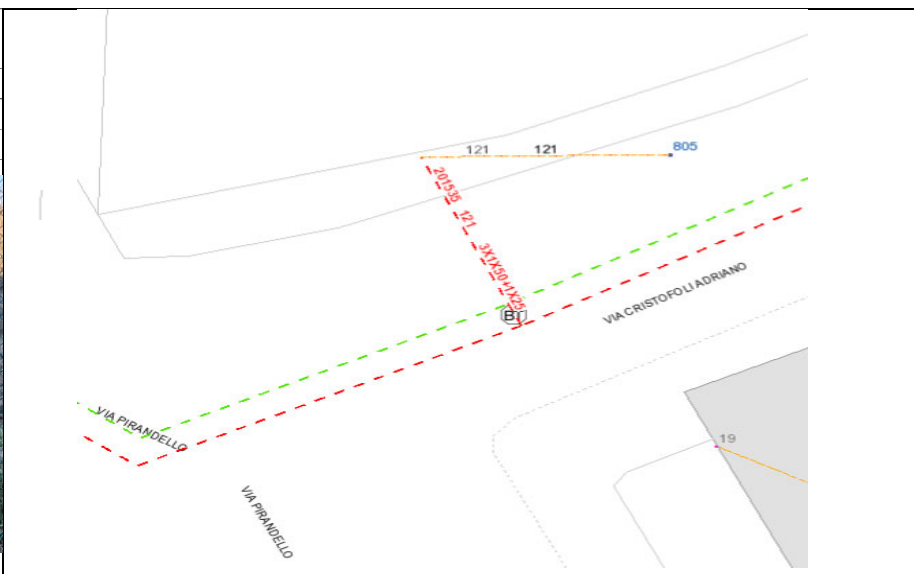 121 121 805
201535 121 3X1X50+1X25
B
VIA CRISTOFOLI ADRIANO
VIA PIRANDELLO
19
VIA PIRANDELLO